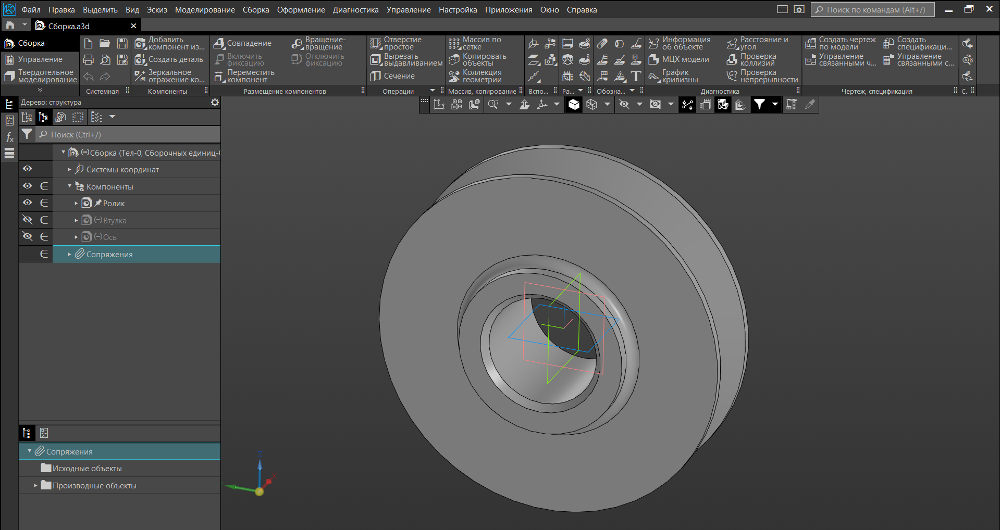 Файл Правка Выделить Вид Эскиз Моделирование Сборка Оформление Диагностика Управление Настройка Приложения Окно Справка Поиск по командам (Alt+/)
Сборка.a3d
Сборка
Управление
Твердотельное
моделирование
Системная
Добавить
компонент из...
Создать деталь
Зеркальное
отражение ко...
Компоненты
Совпадение
Включить
фиксацию
Переместить
компонент
Вращение-
вращение
Отключить
фиксацию
Размещение компонентов
Отверстие
простое
Вырезать
выдавливанием
Сечение
Операции
Массив по
сетке
Копировать
объекты
Коллекция
геометрии
Массив, копирование
Вспо...
Ра...
Обозна...
Информация
об объекте
МЦХ модели
График
кривизны
Расстояние и
угол
Проверка
коллизий
Проверка
непрерывности
Диагностика
Создать чертеж
по модели
Управление
связанными ч...
Создать
спецификаци...
Управление
связанными с...
Чертеж, спецификация
С.
Дерево: структура
Поиск (Ctrl+/)
(-)Сборка (Тел-0, Сборочных единиц-0
Системы координат
Компоненты
Ролик
(-)Втулка
(-)Ось
Сопряжения
Сопряжения
Исходные объекты
Производные объекты
Z
X